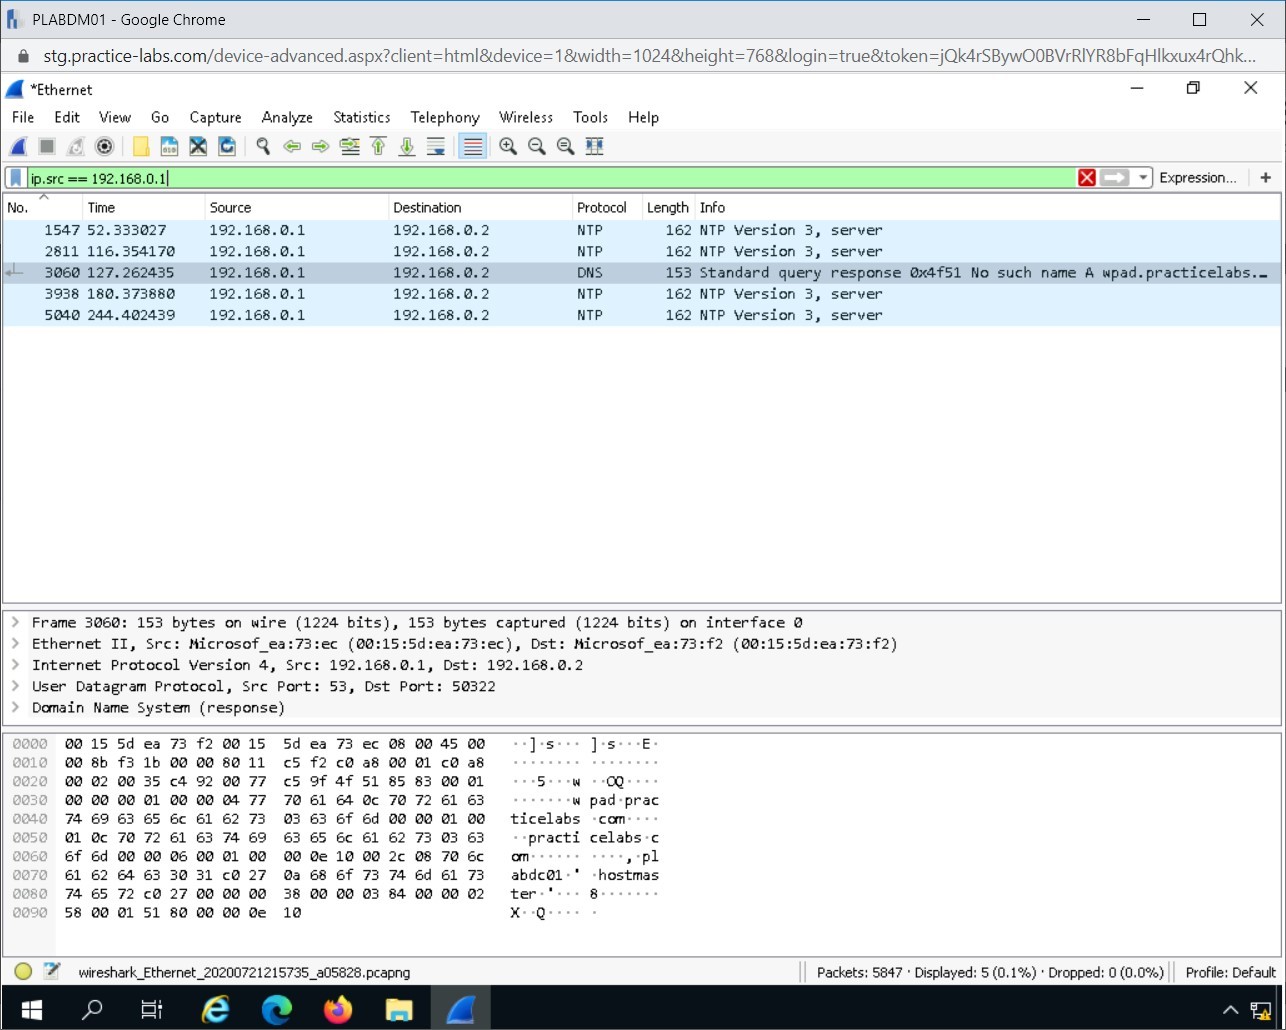 PLABDM01 - Google Chrome
stg.practice-labs.com/device-advanced.aspx?client=html&device=1&width=1024&height=768&login=true&token=jQk4rSBywO0BVrRlYR8bFqHlkxux4rQhk...
*Ethernet
File Edit View Go Capture Analyze Statistics Telephony Wireless Tools Help
ip.src == 192.168.0.1 Expression... +
No. Time Source Destination Protocol Length Info
1547 52.333027 192.168.0.1 192.168.0.2 NTP 162 NTP Version 3, server
2811 116.354170 192.168.0.1 192.168.0.2 NTP 162 NTP Version 3, server
3060 127.262435 192.168.0.1 192.168.0.2 DNS 153 Standard query response 0x4f51 No such name A wpad.practicelabs.…
3938 180.373880 192.168.0.1 192.168.0.2 NTP 162 NTP Version 3, server
5040 244.402439 192.168.0.1 192.168.0.2 NTP 162 NTP Version 3, server
Frame 3060: 153 bytes on wire (1224 bits), 153 bytes captured (1224 bits) on interface 0
Ethernet II, Src: Microsof_ea:73:ec (00:15:5d:ea:73:ec), Dst: Microsof_ea:73:f2 (00:15:5d:ea:73:f2)
Internet Protocol Version 4, Src: 192.168.0.1, Dst: 192.168.0.2
User Datagram Protocol, Src Port: 53, Dst Port: 50322
Domain Name System (response)
0000 00 15 5d ea 73 f2 00 15 5d ea 73 ec 08 00 45 00 ··]·s··· ]·s···E·
0010 00 8b f3 1b 00 00 80 11 c5 f2 c0 a8 00 01 c0 a8 ········ ········
0020 00 02 00 35 c4 92 00 77 c5 9f 4f 51 85 83 00 01 ···5···w ··OQ····
0030 00 00 00 01 00 00 04 77 70 61 64 0c 70 72 61 63 ·······w pad·prac
0040 74 69 63 65 6c 61 62 73 03 63 6f 6d 00 00 01 00 ticelabs ·com····
0050 01 0c 70 72 61 63 74 69 63 65 6c 61 62 73 03 63 ··practi celabs·c
0060 6f 6d 00 00 06 00 01 00 00 0e 10 00 2c 08 70 6c om······ ····,·pl
0070 61 62 64 63 30 31 c0 27 0a 68 6f 73 74 6d 61 73 abdc01·' ·hostmas
0080 74 65 72 c0 27 00 00 00 38 00 00 03 84 00 00 02 ter·'··· 8·······
0090 58 00 01 51 80 00 00 0e 10 X··Q···· ·
wireshark_Ethernet_20200721215735_a05828.pcapng Packets: 5847 · Displayed: 5 (0.1%) · Dropped: 0 (0.0%) Profile: Default